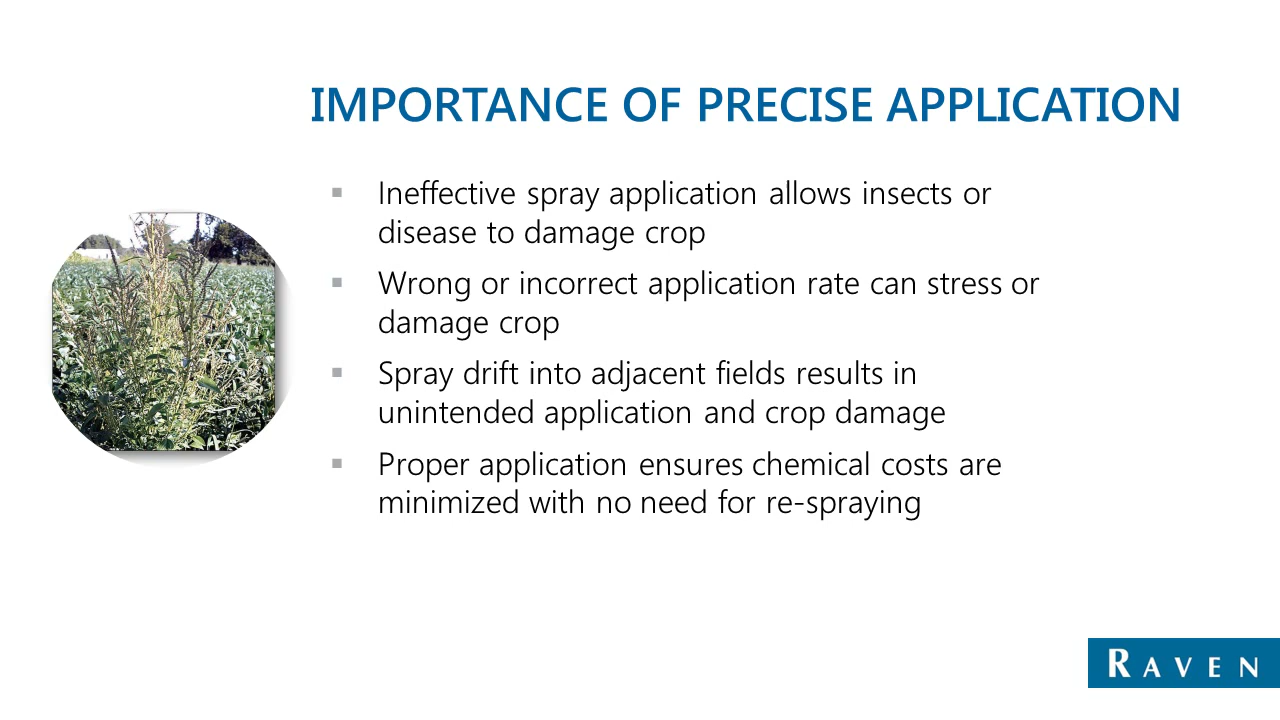 IMPORTANCE OF PRECISE APPLICATION
▪ Ineffective spray application allows insects or
disease to damage crop
▪ Wrong or incorrect application rate can stress or
damage crop
▪ Spray drift into adjacent fields results in
unintended application and crop damage
▪ Proper application ensures chemical costs are
minimized with no need for re-spraying
RAVEN